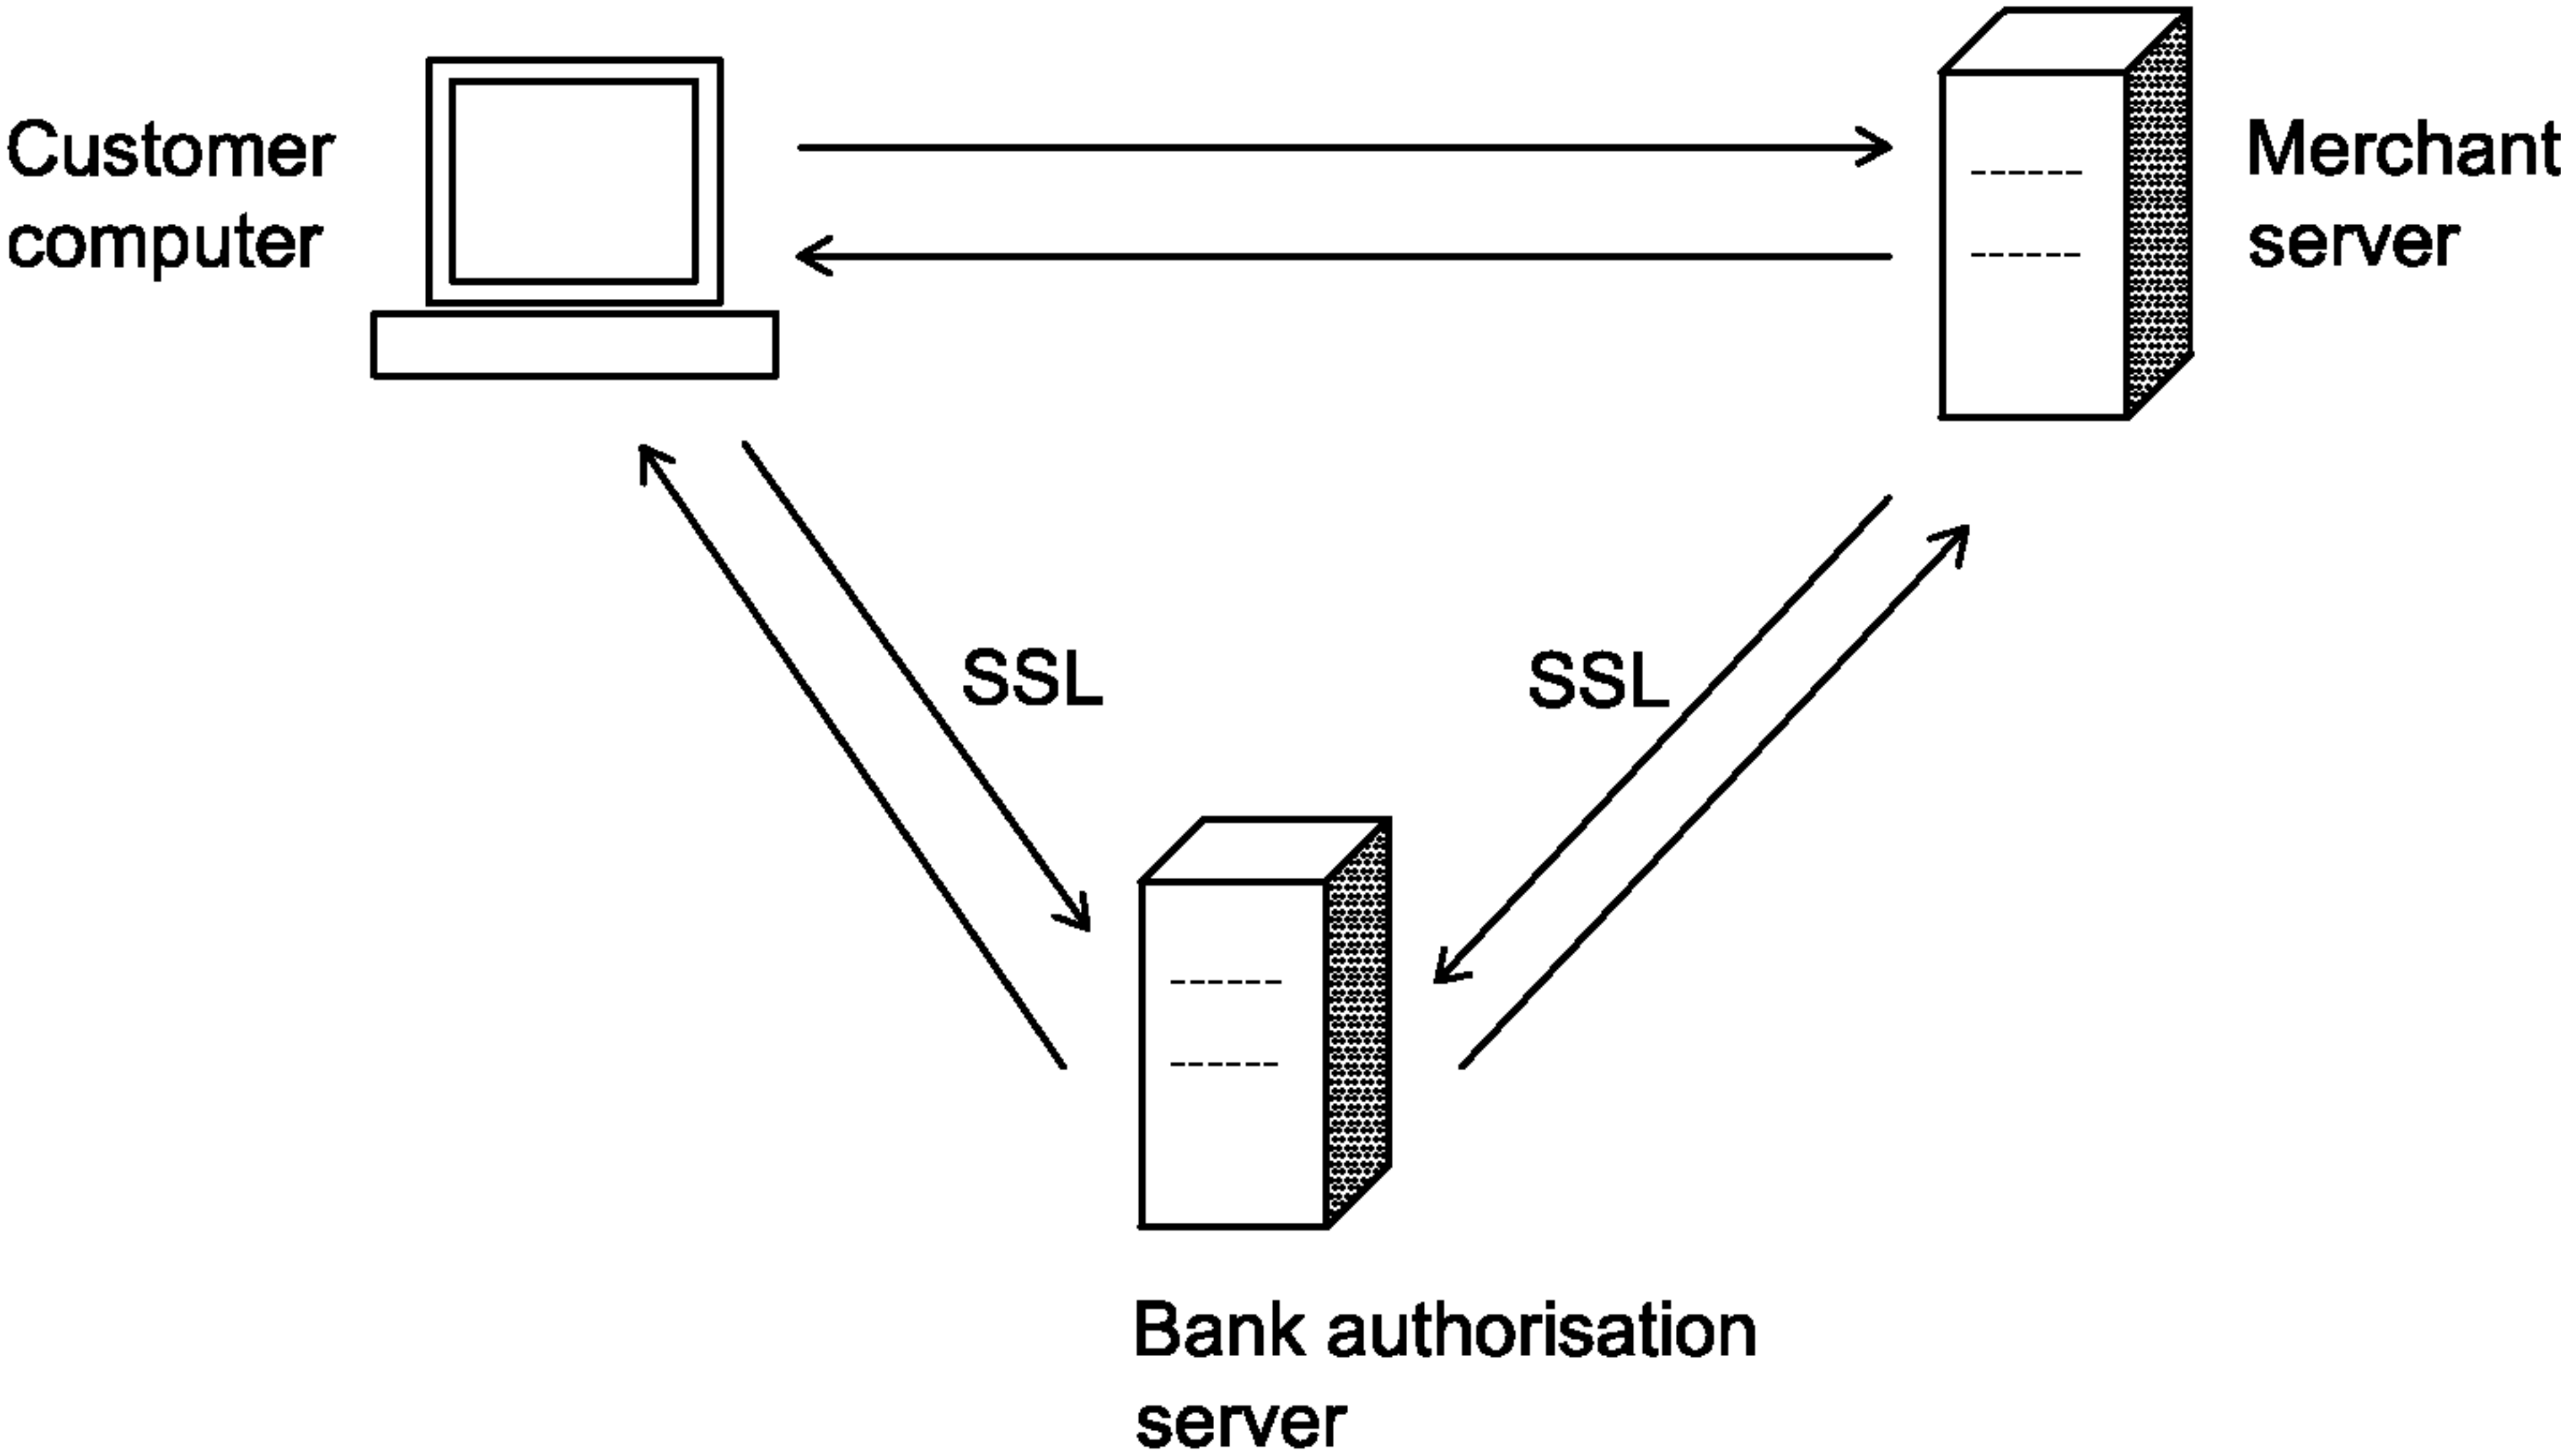 Customer
computer
Merchant
server
SSL
SSL
Bank authorisation
server